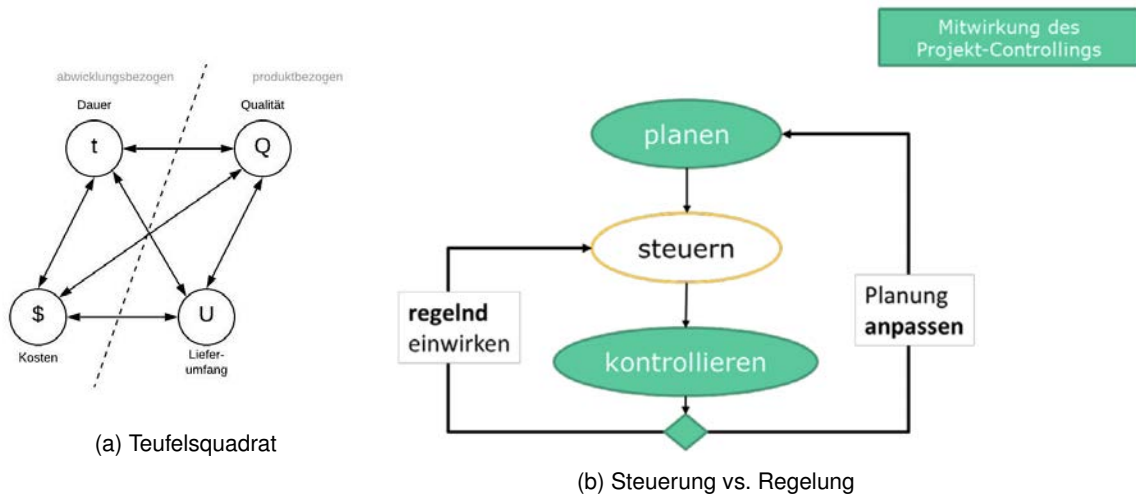 abwicklungsbezogen
produktbezogen
Dauer
Qualität
t
Q
$
U
Kosten
Liefer-
umfang
(a) Teufelsquadrat
Mitwirkung des
Projekt-Controllings
planen
steuern
regelnd
einwirken
Planung
anpassen
kontrollieren
(b) Steuerung vs. Regelung